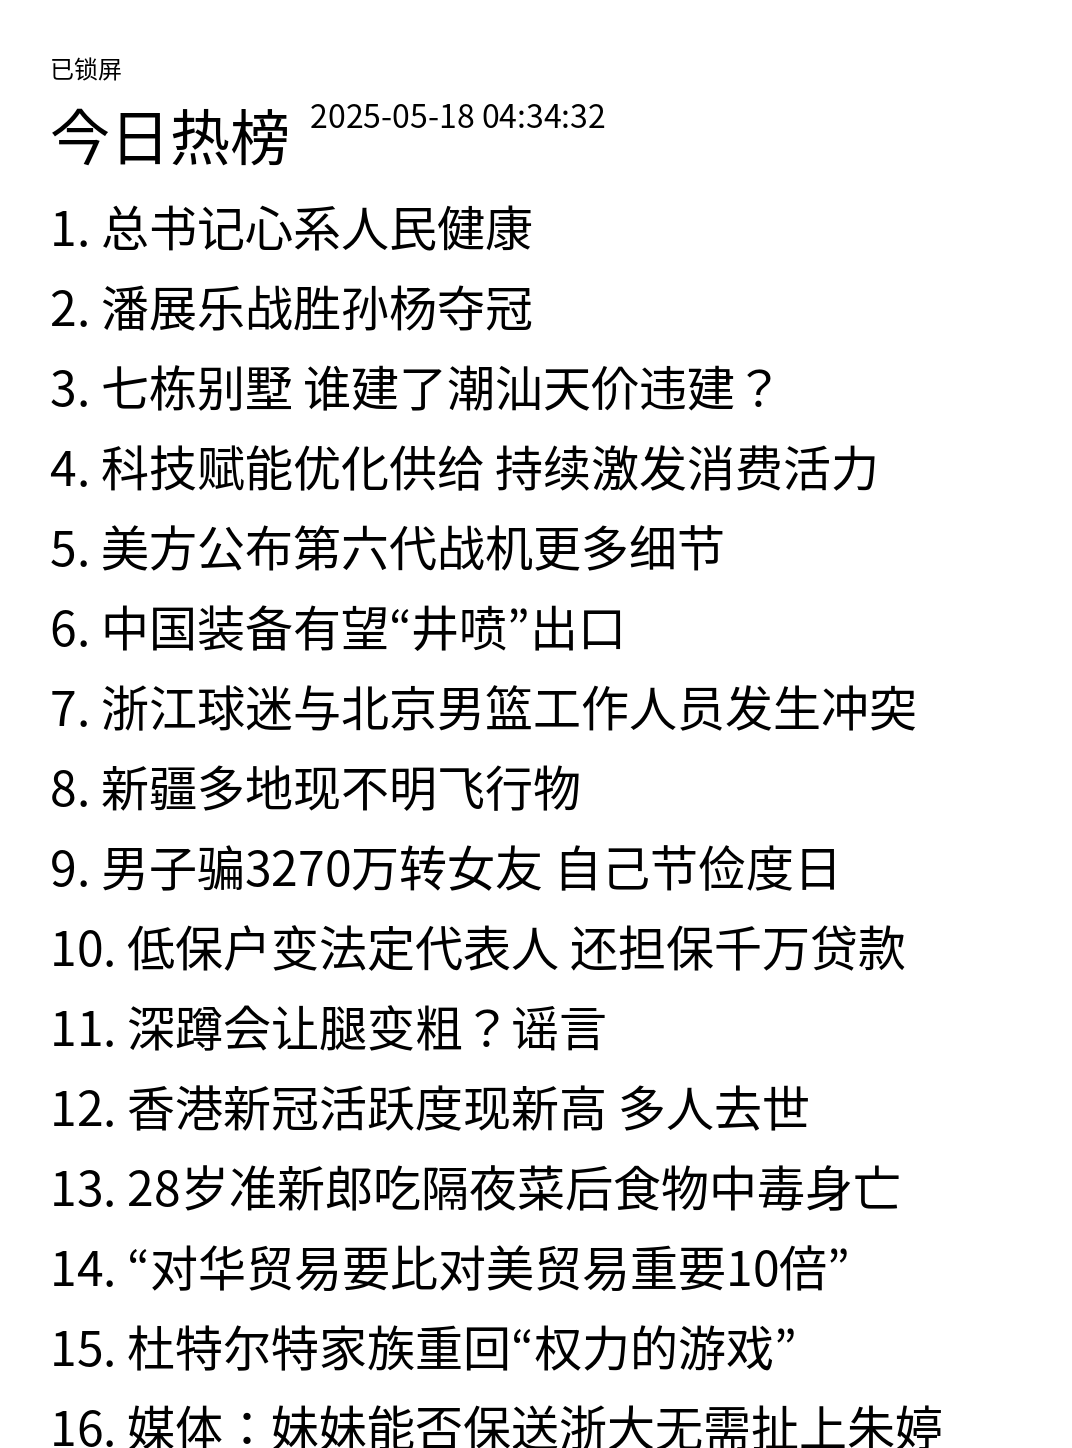 已锁屏
今日热榜 2025-05-18 04:34:32
1. 总书记心系人民健康
2. 潘展乐战胜孙杨夺冠
3. 七栋别墅 谁建了潮汕天价违建？
4. 科技赋能优化供给 持续激发消费活力
5. 美方公布第六代战机更多细节
6. 中国装备有望“井喷”出口
7. 浙江球迷与北京男篮工作人员发生冲突
8. 新疆多地现不明飞行物
9. 男子骗3270万转女友 自己节俭度日
10. 低保户变法定代表人 还担保千万贷款
11. 深蹲会让腿变粗？谣言
12. 香港新冠活跃度现新高 多人去世
13. 28岁准新郎吃隔夜菜后食物中毒身亡
14. “对华贸易要比对美贸易重要10倍”
15. 杜特尔特家族重回“权力的游戏”
16. 媒体：妹妹能否保送浙大无需扯上朱婷